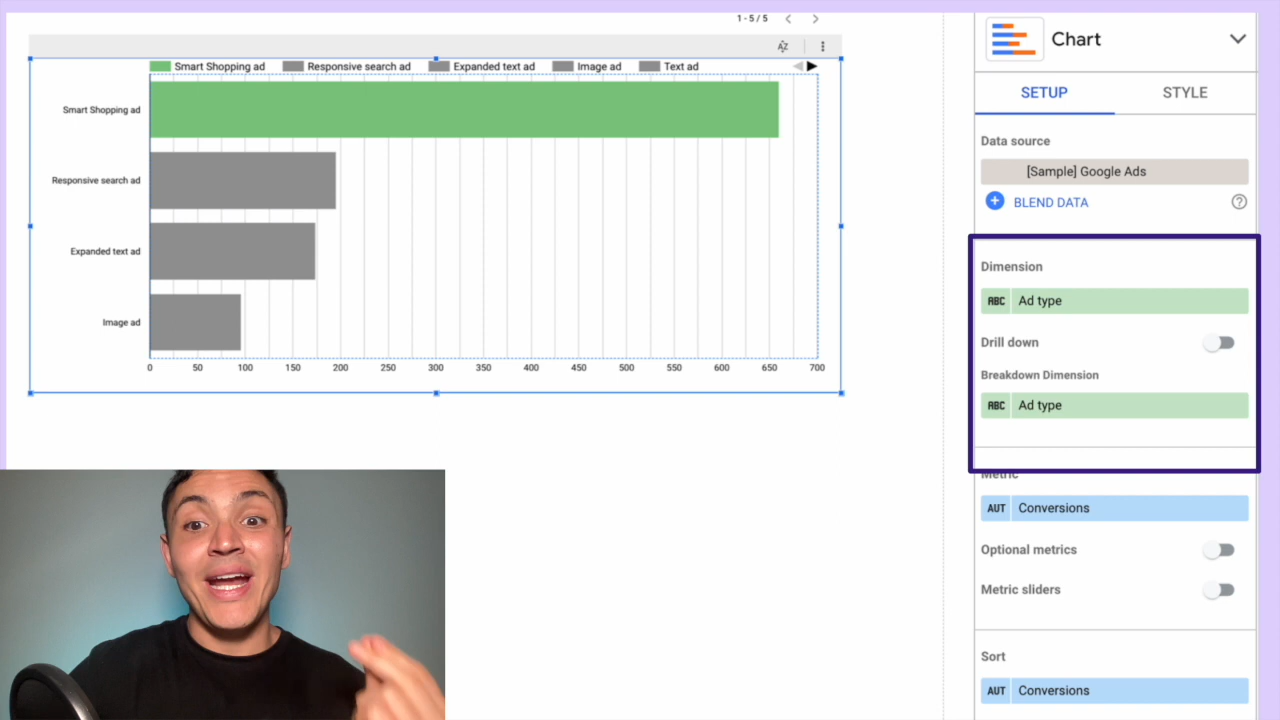 1 - 5 / 5
AZ
Smart Shopping ad Responsive search ad Expanded text ad Image ad Text ad
Smart Shopping ad
Responsive search ad
Expanded text ad
Image ad
0 50 100 150 200 250 300 350 400 450 500 550 600 650 700
Chart
SETUP STYLE
Data source
[Sample] Google Ads
BLEND DATA
Dimension
ABC Ad type
Drill down
Breakdown Dimension
ABC Ad type
Metric
AUT Conversions
Optional metrics
Metric sliders
Sort
AUT Conversions